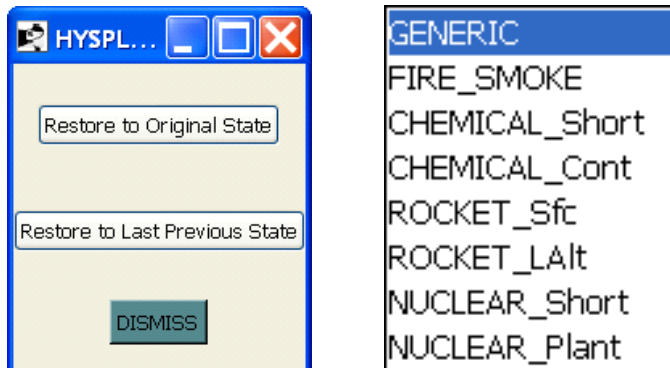 HYSPL...
Restore to Original State
Restore to Last Previous State
DISMISS
GENERIC
FIRE_SMOKE
CHEMICAL_Short
CHEMICAL_Cont
ROCKET_Sfc
ROCKET_LAlt
NUCLEAR_Short
NUCLEAR_Plant